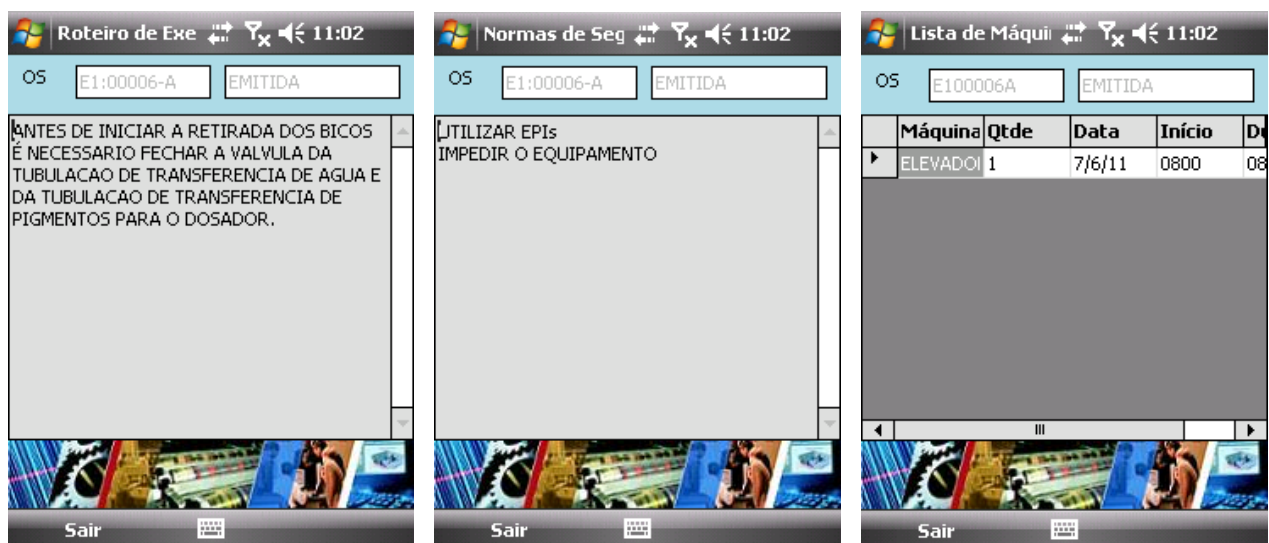 Roteiro de Exe 11:02
OS E1:00006-A EMITIDA
ANTES DE INICIAR A RETIRADA DOS BICOS
É NECESSARIO FECHAR A VALVULA DA
TUBULACAO DE TRANSFERENCIA DE AGUA E
DA TUBULACAO DE TRANSFERENCIA DE
PIGMENTOS PARA O DOSADOR.
Sair
Normas de Seg 11:02
OS E1:00006-A EMITIDA
UTILIZAR EPIs
IMPEDIR O EQUIPAMENTO
Sair
Lista de Máquin 11:02
OS E100006A EMITIDA
Máquina Qtde Data Início
ELEVADO 1 7/6/11 0800 08
Sair